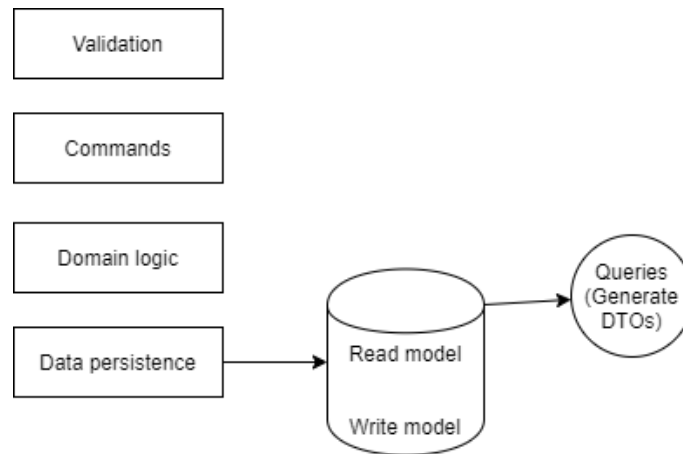 Validation
Commands
Domain logic
Data persistence
Read model
Write model
Queries
(Generate
DTOs)